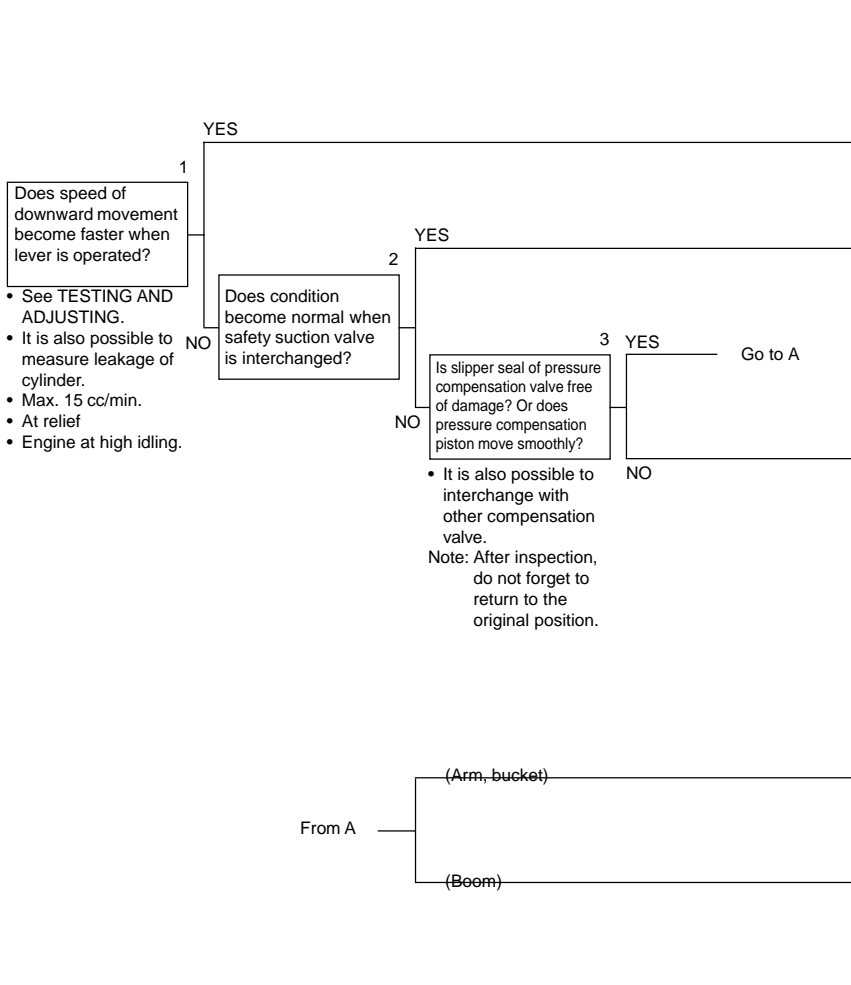 YES
1
Does speed of
downward movement
become faster when
lever is operated?
• See TESTING AND
ADJUSTING.
• It is also possible to
measure leakage of
cylinder.
• Max. 15 cc/min.
• At relief
• Engine at high idling.
NO
YES
2
Does condition
become normal when
safety suction valve
is interchanged?
NO
3
Is slipper seal of pressure
compensation valve free
of damage? Or does
pressure compensation
piston move smoothly?
• It is also possible to
interchange with
other compensation
valve.
Note: After inspection,
do not forget to
return to the
original position.
YES
Go to A
NO
From A
(Arm, bucket)
(Boom)